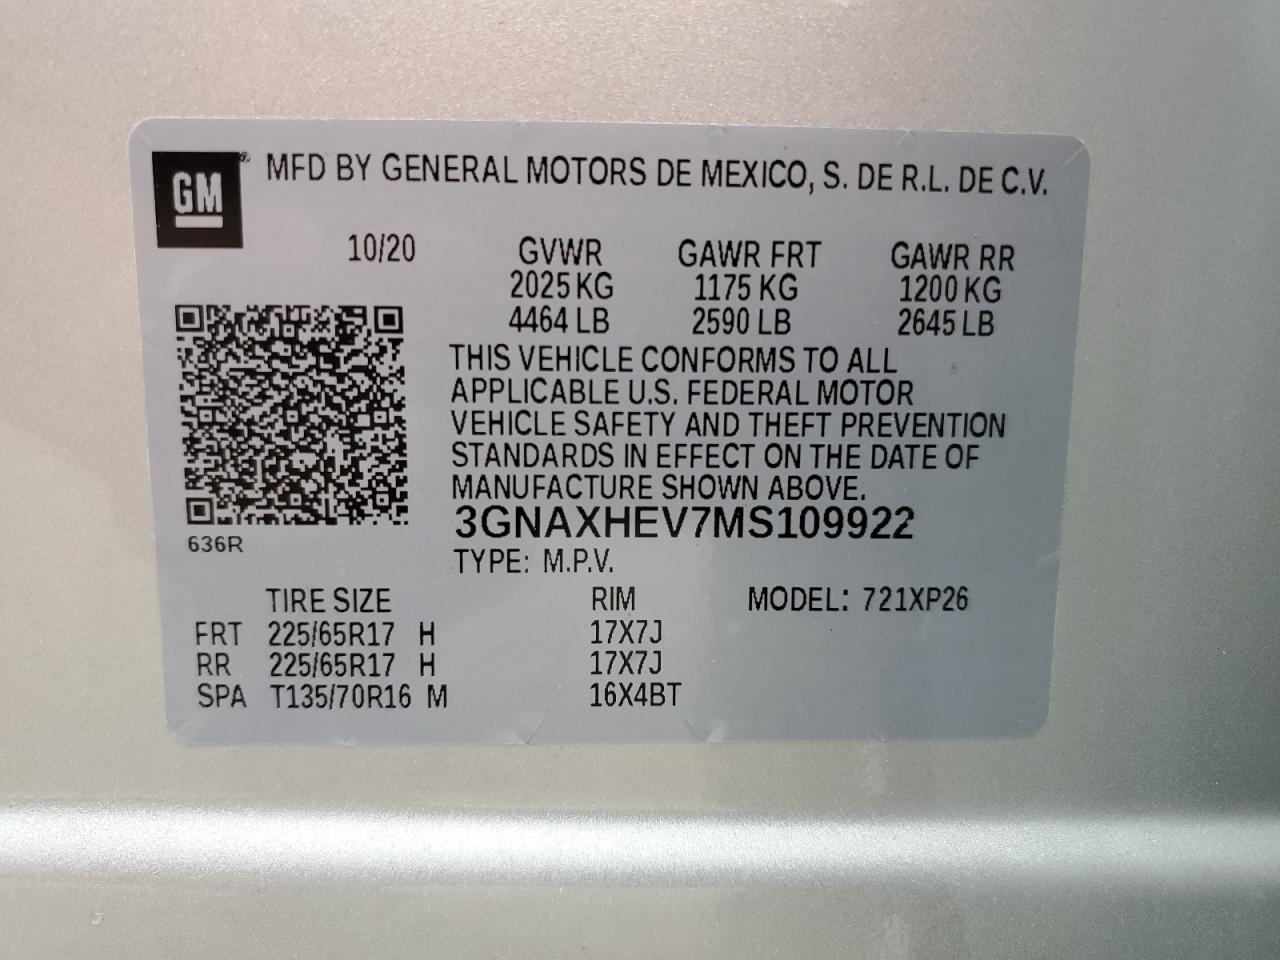 GM® MFD BY GENERAL MOTORS DE MEXICO, S. DE R.L. DE C.V.
10/20 GVWR GAWR FRT GAWR RR
2025 KG 1175 KG 1200 KG
4464 LB 2590 LB 2645 LB
THIS VEHICLE CONFORMS TO ALL
APPLICABLE U.S. FEDERAL MOTOR
VEHICLE SAFETY AND THEFT PREVENTION
STANDARDS IN EFFECT ON THE DATE OF
MANUFACTURE SHOWN ABOVE.
3GNAXHEV7MS109922
636R
TYPE: M.P.V.
TIRE SIZE RIM MODEL: 721XP26
FRT 225/65R17 H 17X7J
RR 225/65R17 H 17X7J
SPA T135/70R16 M 16X4BT